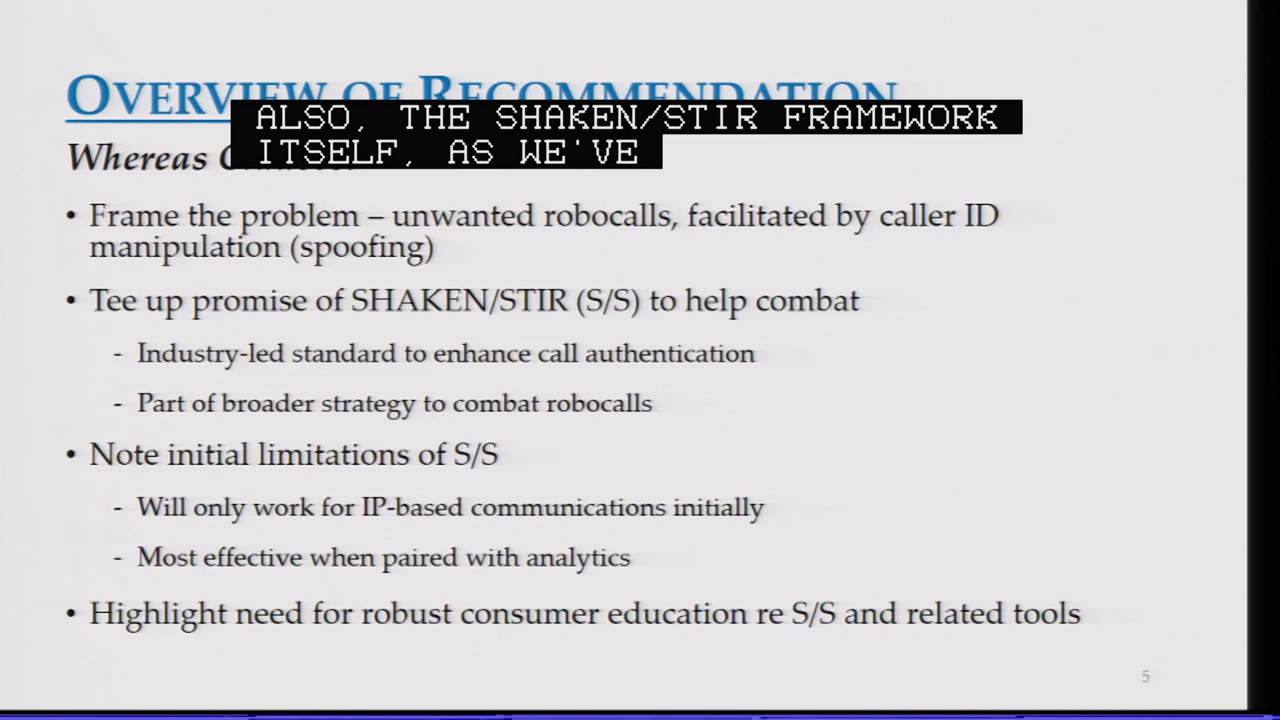 OVERVIEW OF RECOMMENDATION
ALSO, THE SHAKEN/STIR FRAMEWORK
ITSELF, AS WE'VE
Whereas
• Frame the problem – unwanted robocalls, facilitated by caller ID
manipulation (spoofing)
• Tee up promise of SHAKEN/STIR (S/S) to help combat
- Industry-led standard to enhance call authentication
- Part of broader strategy to combat robocalls
• Note initial limitations of S/S
- Will only work for IP-based communications initially
- Most effective when paired with analytics
• Highlight need for robust consumer education re S/S and related tools
5